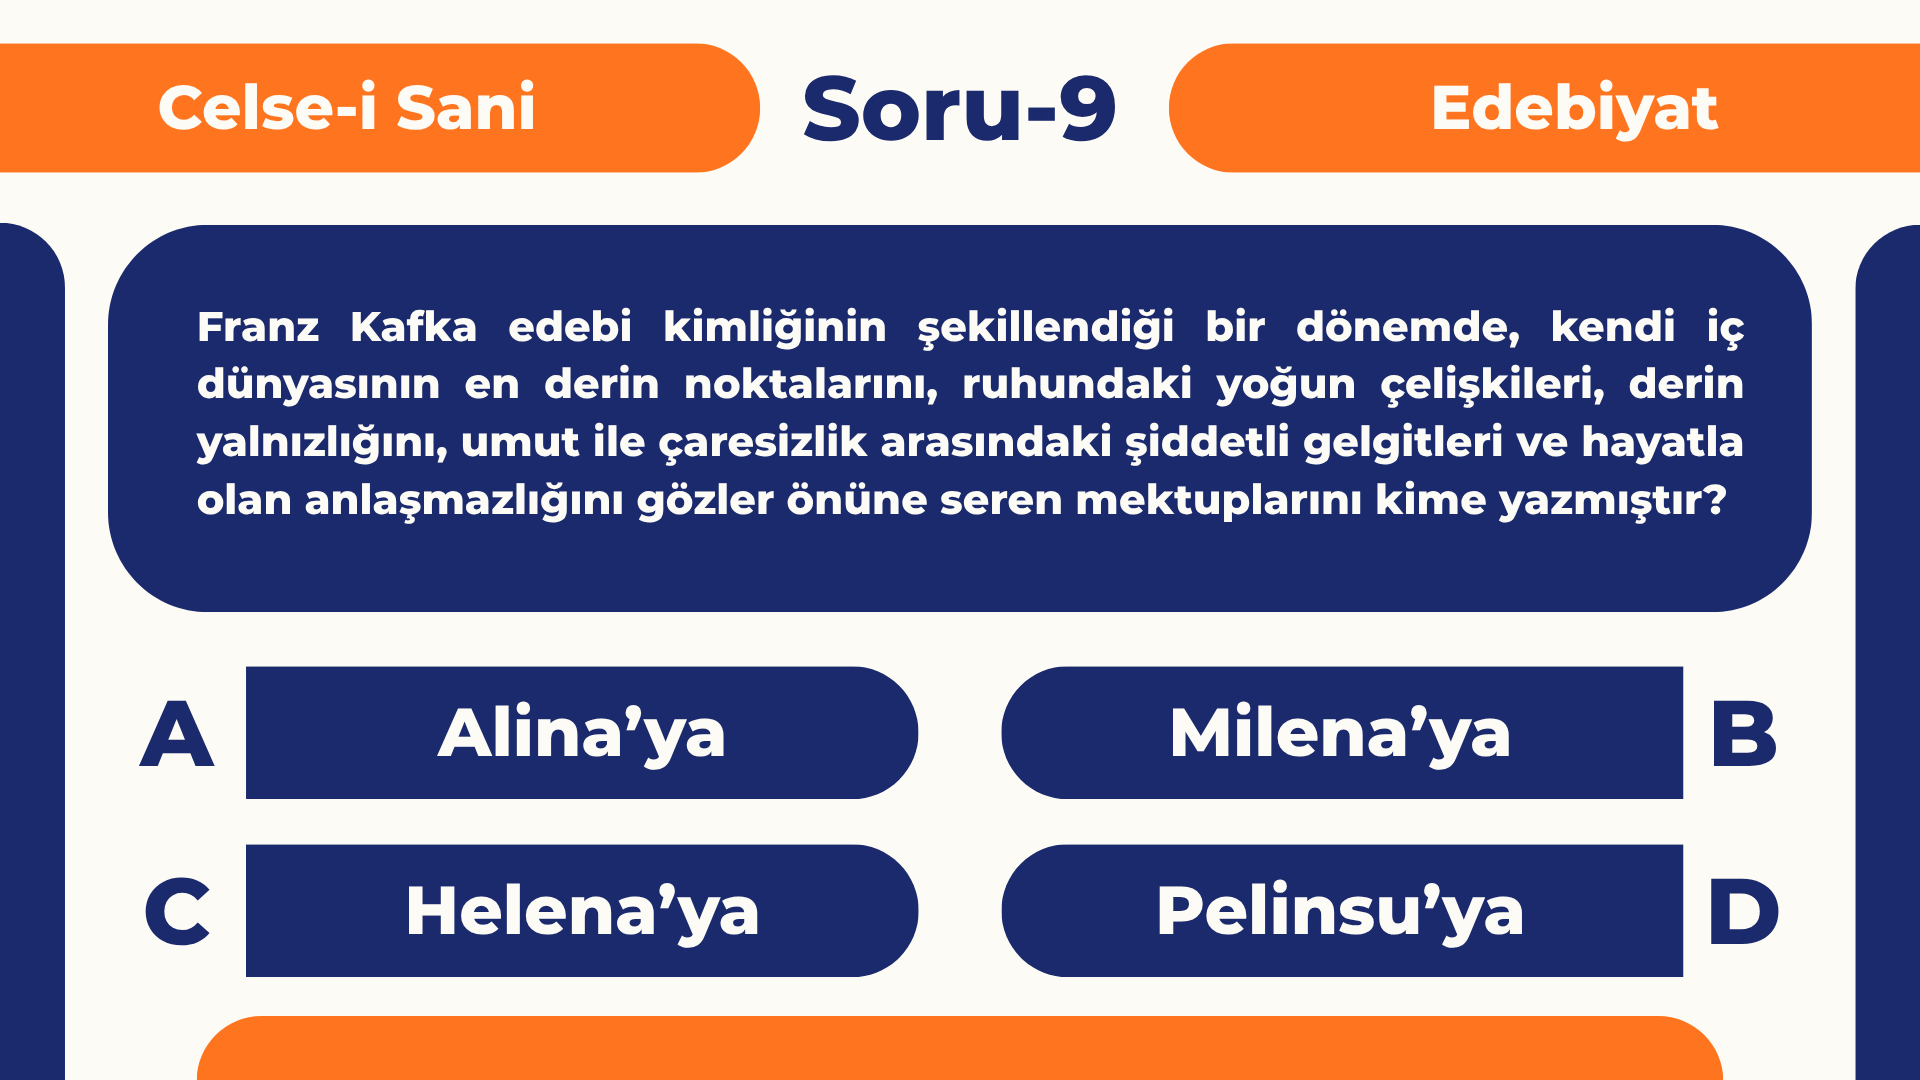 Celse-i Sani
Soru-9
Edebiyat
Franz Kafka edebi kimliğinin şekillendiği bir dönemde, kendi iç
dünyasının en derin noktalarını, ruhundaki yoğun çelişkileri, derin
yalnızlığını, umut ile çaresizlik arasındaki şiddetli gelgitleri ve hayatla
olan anlaşmazlığını gözler önüne seren mektuplarını kime yazmıştır?
A
Alina’ya
Milena’ya
B
C
Helena’ya
Pelinsu’ya
D